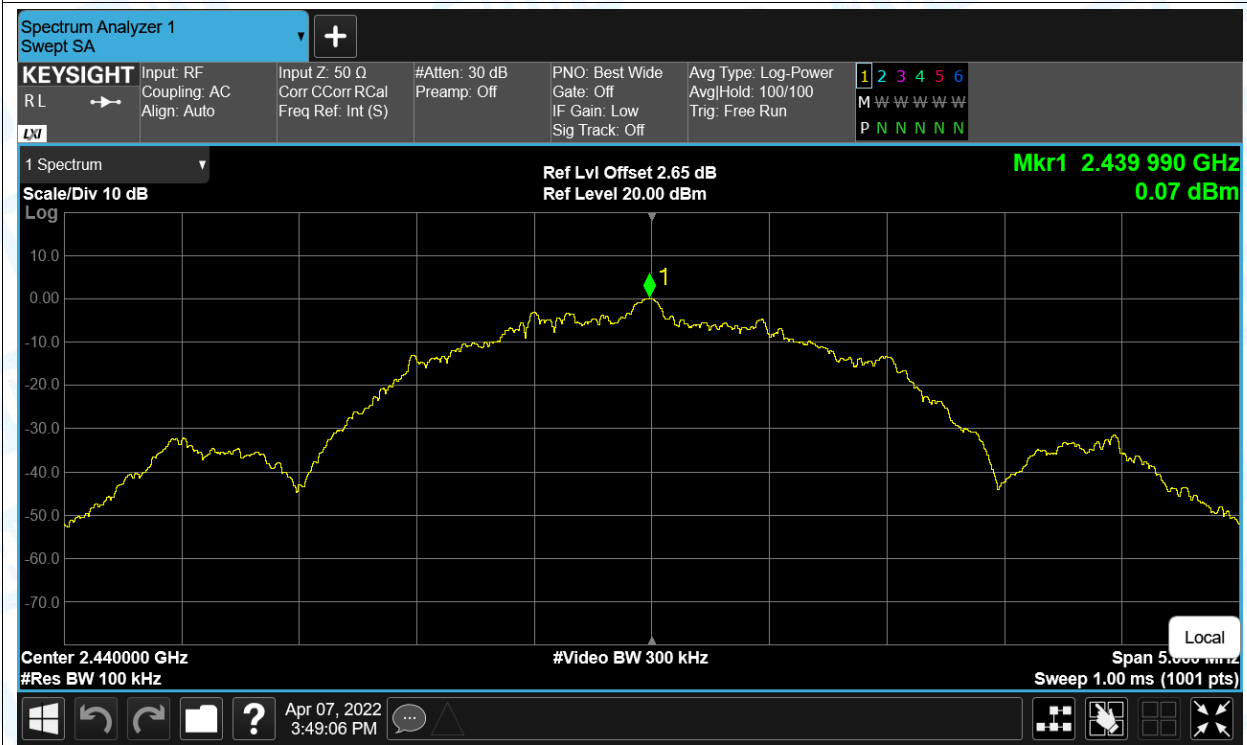 Spectrum Analyzer 1
Swept SA
KEYSIGHT
R L
LXI
Input: RF
Coupling: AC
Align: Auto
Input Z: 50 Ω
Corr CCorr RCal
Freq Ref: Int (S)
#Atten: 30 dB
Preamp: Off
PNO: Best Wide
Gate: Off
IF Gain: Low
Sig Track: Off
Avg Type: Log-Power
Avg|Hold: 100/100
Trig: Free Run
1 2 3 4 5 6
M W W W W W
P N N N N N
1 Spectrum
Scale/Div 10 dB
Ref Lvl Offset 2.65 dB
Ref Level 20.00 dBm
Mkr1 2.439 990 GHz
0.07 dBm
Log
10.0
0.00
-10.0
-20.0
-30.0
-40.0
-50.0
-60.0
-70.0
1
Local
Center 2.440000 GHz
#Video BW 300 kHz
Span 5.000 MHz
#Res BW 100 kHz
Sweep 1.00 ms (1001 pts)
?
Apr 07, 2022
3:49:06 PM